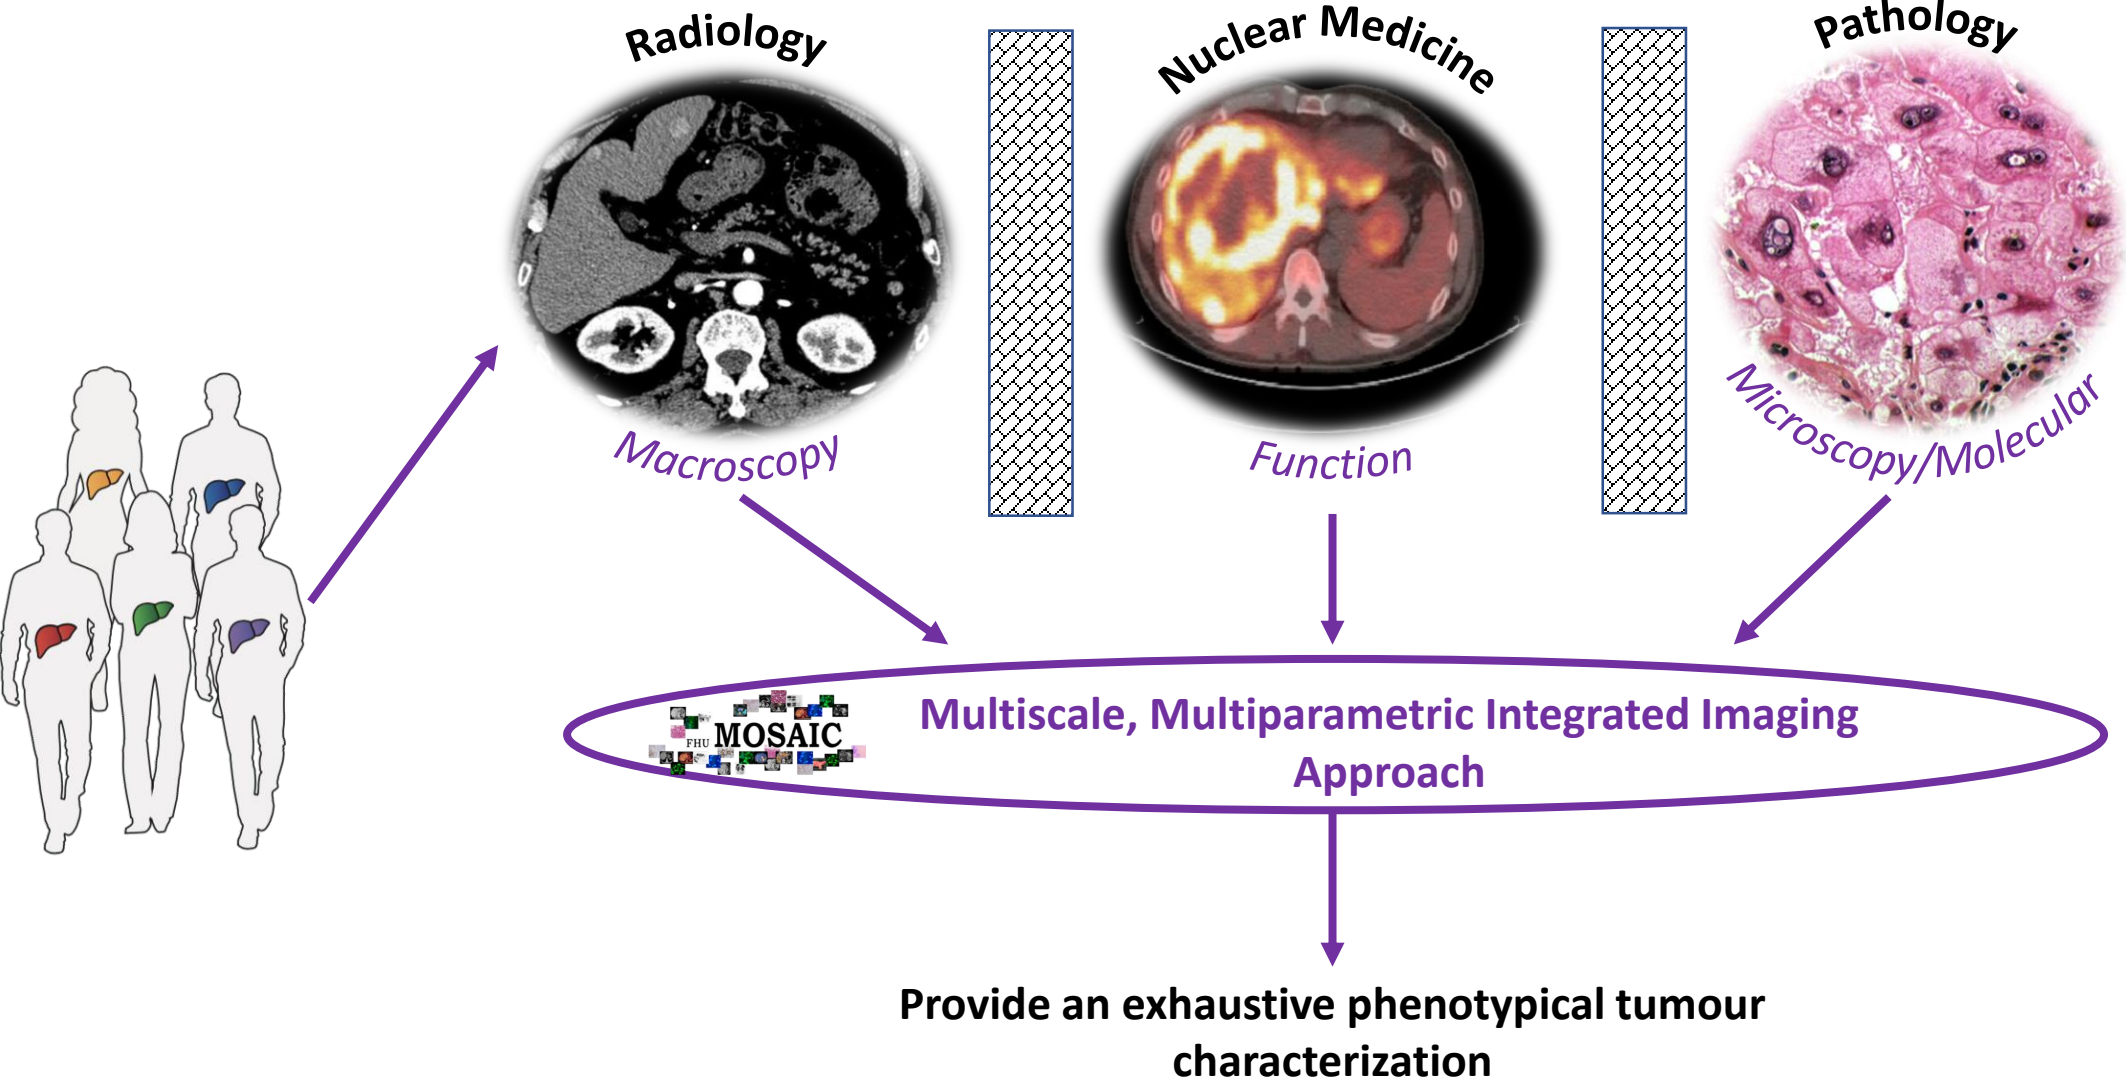 Radiology
Nuclear Medicine
Pathology
Macroscopy
Function
Microscopy/Molecular
FHU MOSAIC
Multiscale, Multiparametric Integrated Imaging
Approach
Provide an exhaustive phenotypical tumour
characterization